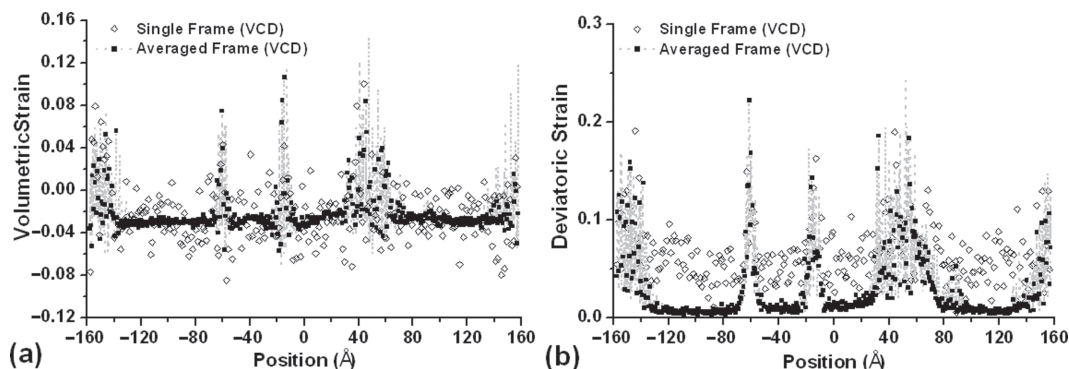 0.16
0.12
0.08
0.04
0.00
−0.04
−0.08
−0.12
VolumetricStrain
Single Frame (VCD)
Averaged Frame (VCD)
−160 −120 −80 −40 0 40 80 120 160
Position (Å)
(a)
0.3
0.2
0.1
0.0
Deviatoric Strain
Single Frame (VCD)
Averaged Frame (VCD)
−160 −120 −80 −40 0 40 80 120 160
Position (Å)
(b)